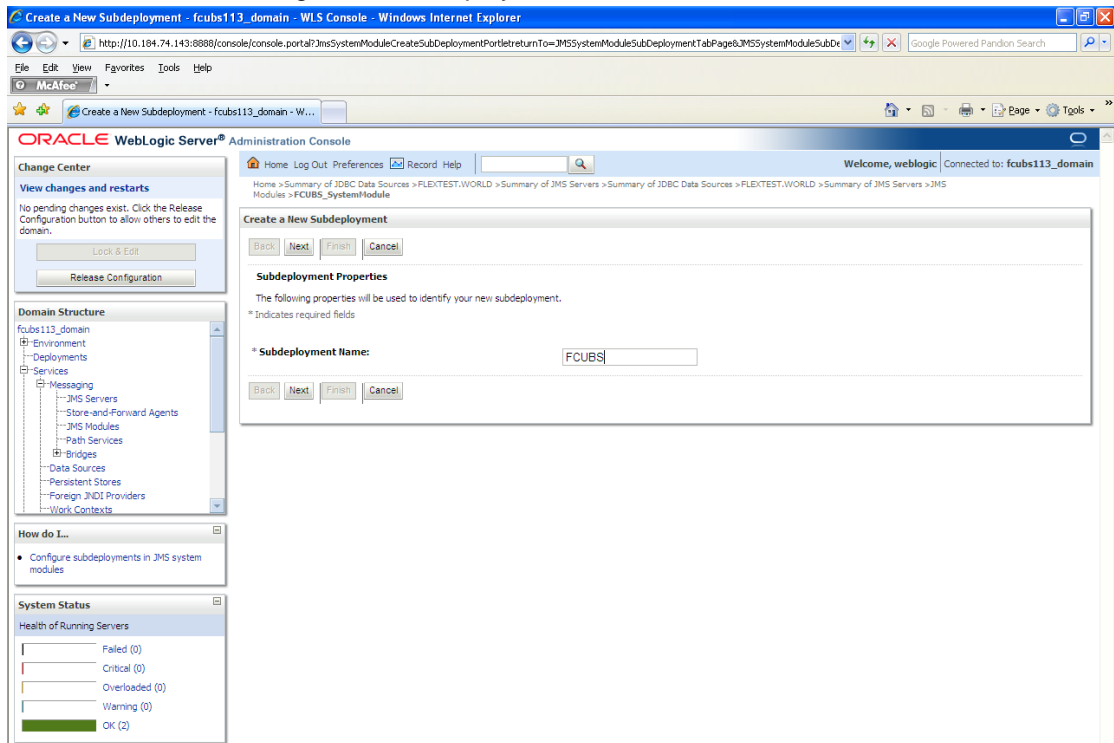 Create a New Subdeployment - fcubs113_domain - WLS Console - Windows Internet Explorer
http://10.184.74.143:8888/console/console.portal?JmsSystemModuleCreateSubDeploymentPortletreturnTo=JMSSystemModuleSubDeploymentTabPage&JMSSystemModuleSubDe
Google Powered Pandion Search
File Edit View Favorites Tools Help
McAfee
Create a New Subdeployment - fcubs113_domain - W...
Page Tools
ORACLE WebLogic Server® Administration Console
Change Center
View changes and restarts
No pending changes exist. Click the Release
Configuration button to allow others to edit the
domain.
Lock & Edit
Release Configuration
Domain Structure
fcubs113_domain
Environment
Deployments
Services
Messaging
JMS Servers
Store-and-Forward Agents
JMS Modules
Path Services
Bridges
Data Sources
Persistent Stores
Foreign JNDI Providers
Work Contexts
How do I...
Configure subdeployments in JMS system
modules
System Status
Health of Running Servers
Failed (0)
Critical (0)
Overloaded (0)
Warning (0)
OK (2)
Home Log Out Preferences Record Help
Welcome, weblogic Connected to: fcubs113_domain
Home >Summary of JDBC Data Sources >FLEXTEST.WORLD >Summary of JMS Servers >Summary of JDBC Data Sources >FLEXTEST.WORLD >Summary of JMS Servers >JMS
Modules >FCUBS_SystemModule
Create a New Subdeployment
Back Next Finish Cancel
Subdeployment Properties
The following properties will be used to identify your new subdeployment.
* Indicates required fields
* Subdeployment Name: FCUBS
Back Next Finish Cancel